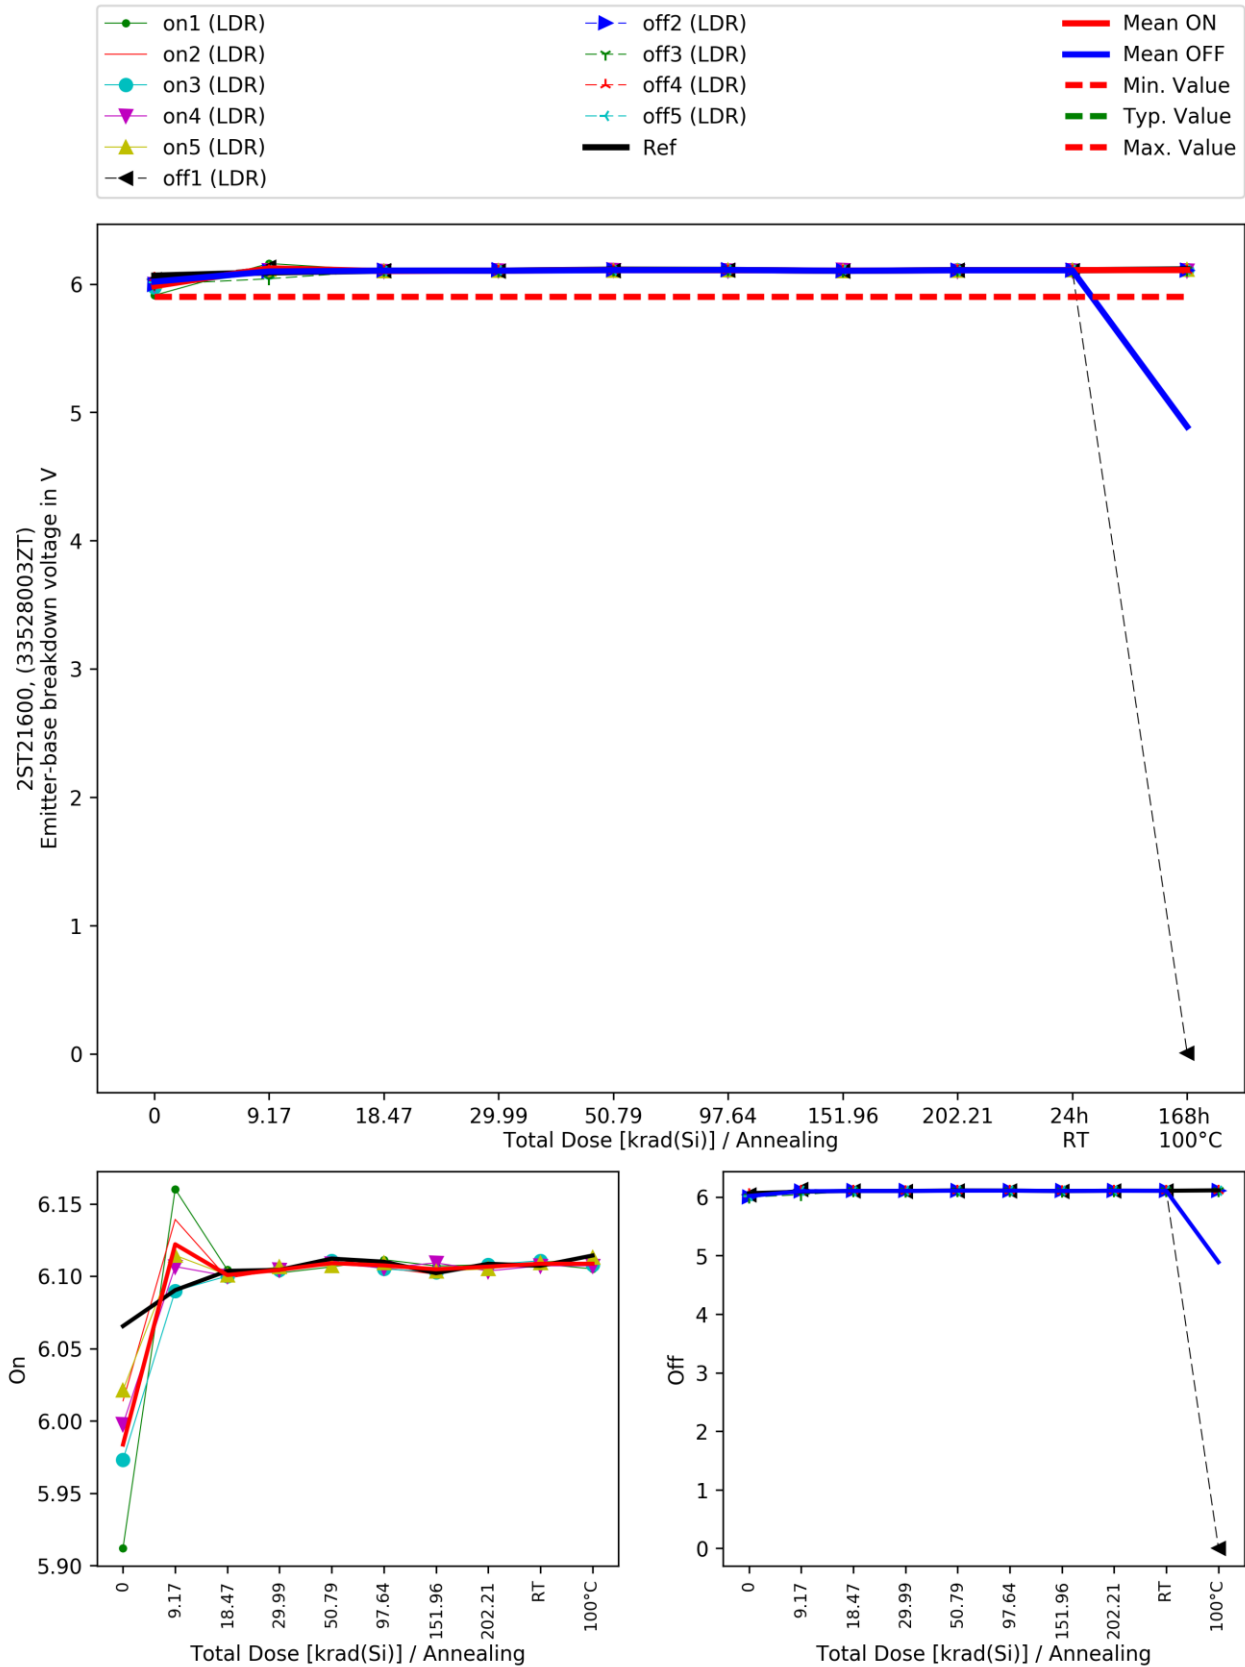 on1 (LDR)
on2 (LDR)
on3 (LDR)
on4 (LDR)
on5 (LDR)
off1 (LDR)
off2 (LDR)
off3 (LDR)
off4 (LDR)
off5 (LDR)
Ref
Mean ON
Mean OFF
Min. Value
Typ. Value
Max. Value
2ST21600, (33528003ZT)
Emitter-base breakdown voltage in V
6
5
4
3
2
1
0
0 9.17 18.47 29.99 50.79 97.64 151.96 202.21 24h 168h
RT 100°C
Total Dose [krad(Si)] / Annealing
On
6.15
6.10
6.05
6.00
5.95
5.90
0 9.17 18.47 29.99 50.79 97.64 151.96 202.21 RT 100°C
Total Dose [krad(Si)] / Annealing
Off
6
5
4
3
2
1
0
0 9.17 18.47 29.99 50.79 97.64 151.96 202.21 RT 100°C
Total Dose [krad(Si)] / Annealing